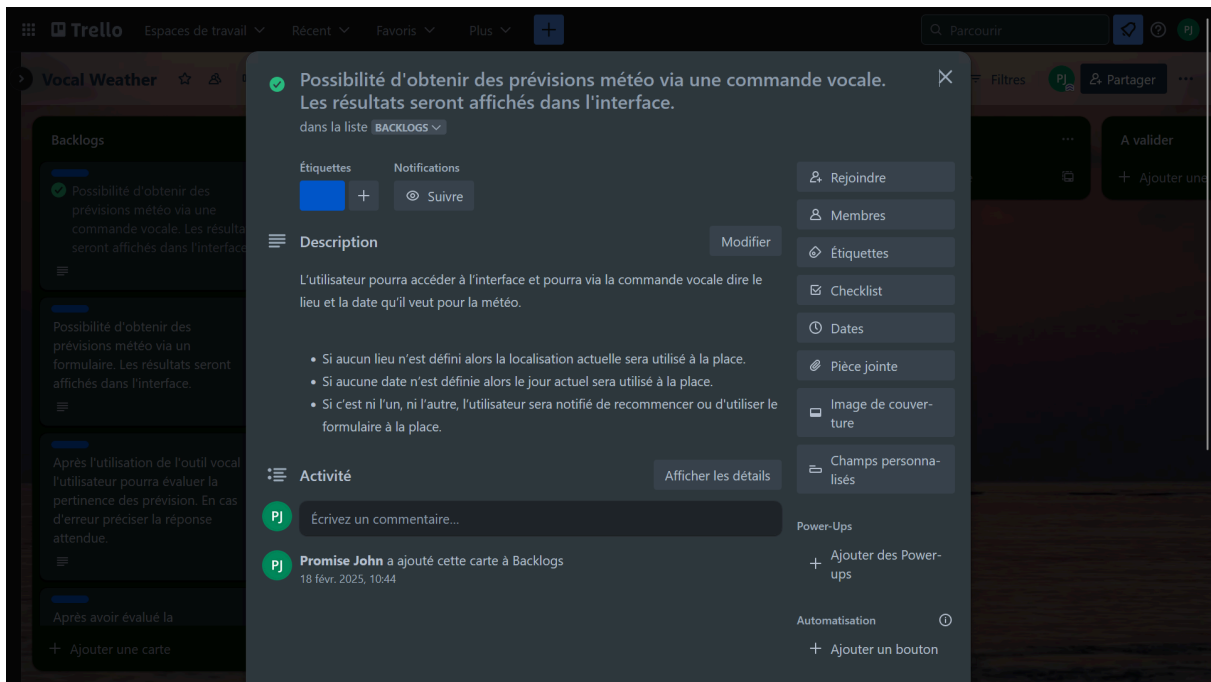 Trello Espaces de travail Récent Favoris Plus + Parcourir PJ
Vocal Weather Filtres PJ Partager
Backlogs
Possibilité d'obtenir des
prévisions météo via une
commande vocale. Les résulta
seront affichés dans l'interface
Possibilité d'obtenir des
prévisions météo via un
formulaire. Les résultats seront
affichés dans l'interface.
Après l'utilisation de l'outil vocal
l'utilisateur pourra évaluer la
pertinence des prévision. En cas
d'erreur préciser la réponse
attendue.
Après avoir évalué la
+ Ajouter une carte
Possibilité d'obtenir des prévisions météo via une commande vocale.
Les résultats seront affichés dans l'interface.
dans la liste BACKLOGS
Étiquettes Notifications
+ Suivre
Description Modifier
L'utilisateur pourra accéder à l'interface et pourra via la commande vocale dire le
lieu et la date qu'il veut pour la météo.
• Si aucun lieu n'est défini alors la localisation actuelle sera utilisé à la place.
• Si aucune date n'est définie alors le jour actuel sera utilisé à la place.
• Si c'est ni l'un, ni l'autre, l'utilisateur sera notifié de recommencer ou d'utiliser le
formulaire à la place.
Activité Afficher les détails
PJ Écrivez un commentaire...
PJ Promise John a ajouté cette carte à Backlogs
18 févr. 2025, 10:44
Rejoindre
Membres
Étiquettes
Checklist
Dates
Pièce jointe
Image de couver-
ture
Champs personna-
lisés
Power-Ups
+ Ajouter des Power-
ups
Automatisation
+ Ajouter un bouton
A valider
+ Ajouter une